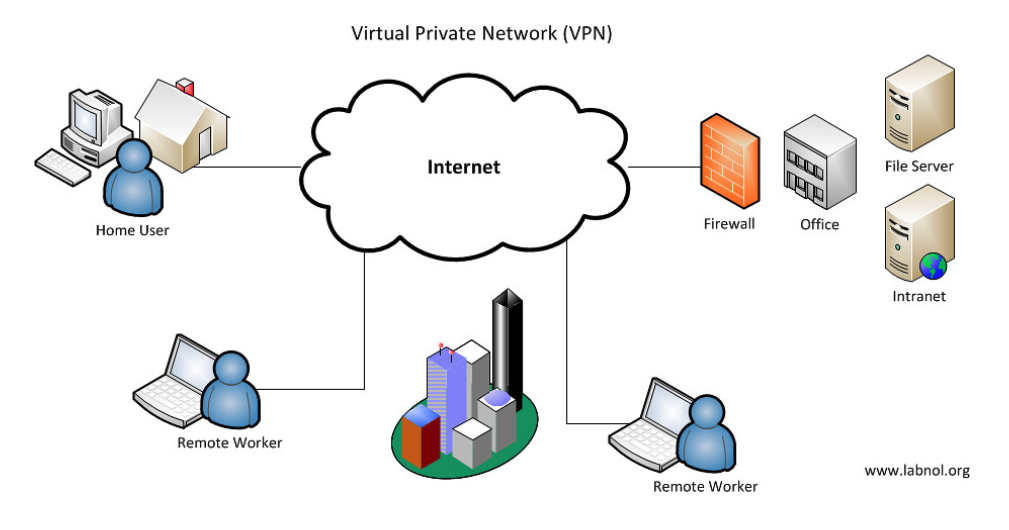 Virtual Private Network (VPN)
Internet
File Server
Firewall
Office
Home User
Intranet
Remote Worker
Remote Worker
www.labnol.org